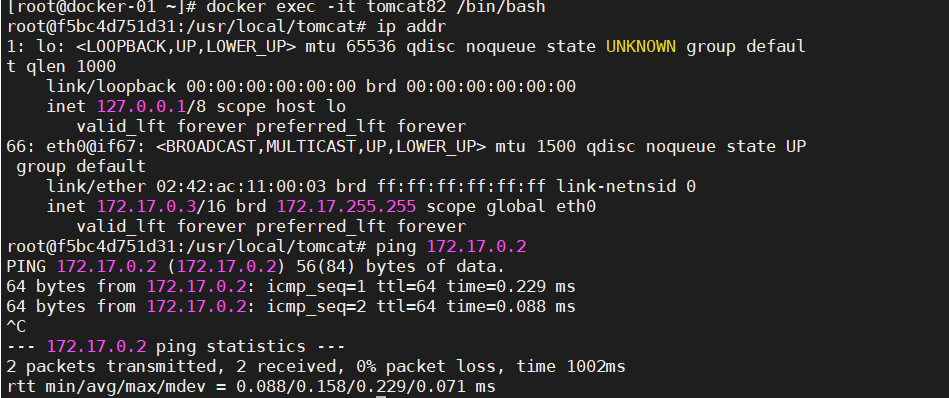 [root@docker-01 ~]# docker exec -it tomcat82 /bin/bash
root@f5bc4d751d31:/usr/local/tomcat# ip addr
1: lo: <LOOPBACK,UP,LOWER_UP> mtu 65536 qdisc noqueue state UNKNOWN group defaul
t qlen 1000
    link/loopback 00:00:00:00:00:00 brd 00:00:00:00:00:00
    inet 127.0.0.1/8 scope host lo
       valid_lft forever preferred_lft forever
66: eth0@if67: <BROADCAST,MULTICAST,UP,LOWER_UP> mtu 1500 qdisc noqueue state UP
 group default
    link/ether 02:42:ac:11:00:03 brd ff:ff:ff:ff:ff:ff link-netnsid 0
    inet 172.17.0.3/16 brd 172.17.255.255 scope global eth0
       valid_lft forever preferred_lft forever
root@f5bc4d751d31:/usr/local/tomcat# ping 172.17.0.2
PING 172.17.0.2 (172.17.0.2) 56(84) bytes of data.
64 bytes from 172.17.0.2: icmp_seq=1 ttl=64 time=0.229 ms
64 bytes from 172.17.0.2: icmp_seq=2 ttl=64 time=0.088 ms
^C
--- 172.17.0.2 ping statistics ---
2 packets transmitted, 2 received, 0% packet loss, time 1002ms
rtt min/avg/max/mdev = 0.088/0.158/0.229/0.071 ms